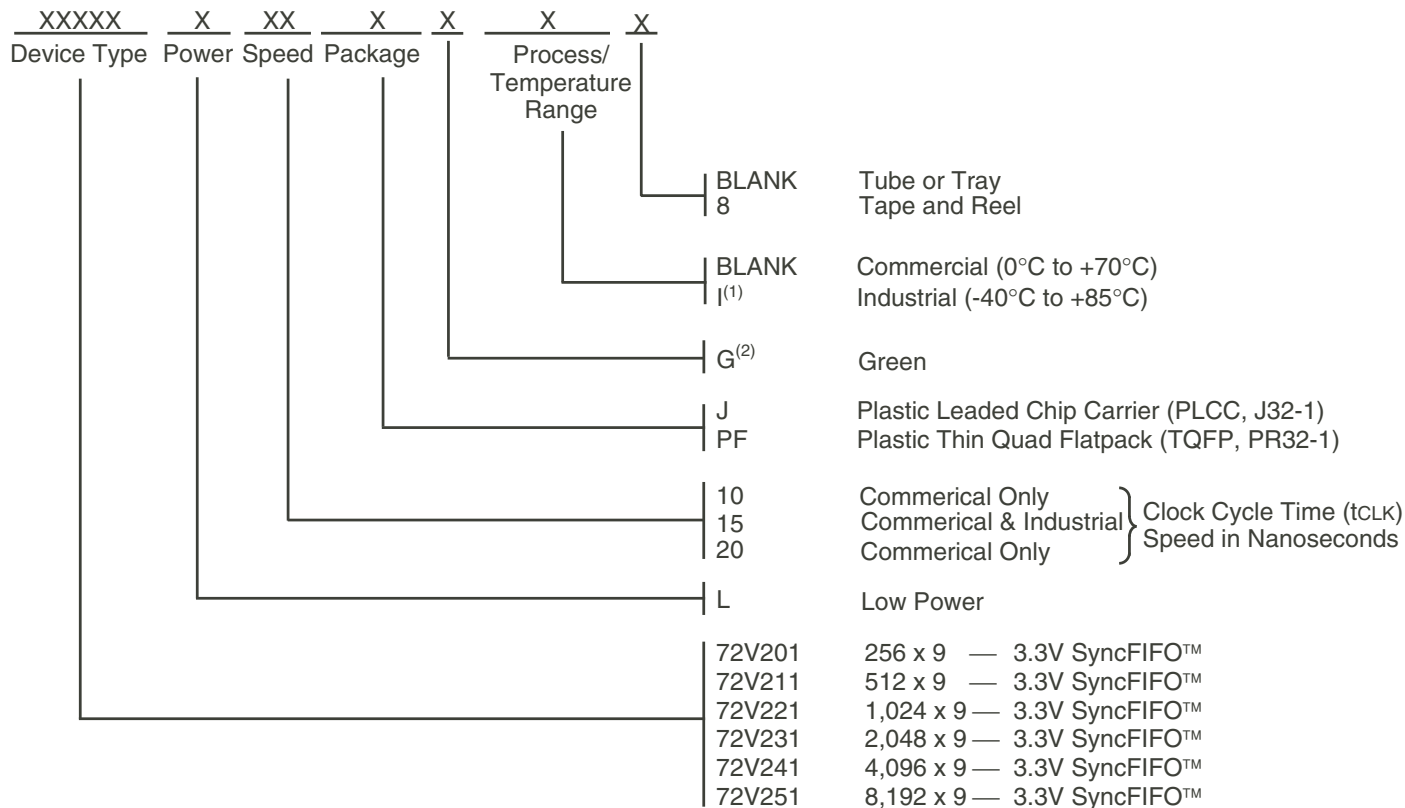 XXXXX X XX X X X X
Device Type Power Speed Package Process/
Temperature
Range
BLANK Tube or Tray
8 Tape and Reel
BLANK Commercial (0°C to +70°C)
I(1) Industrial (-40°C to +85°C)
G(2) Green
J Plastic Leaded Chip Carrier (PLCC, J32-1)
PF Plastic Thin Quad Flatpack (TQFP, PR32-1)
10 Commerical Only
15 Commerical & Industrial
20 Commerical Only
Clock Cycle Time (tCLK)
Speed in Nanoseconds
L Low Power
72V201 256 x 9 — 3.3V SyncFIFO™
72V211 512 x 9 — 3.3V SyncFIFO™
72V221 1,024 x 9 — 3.3V SyncFIFO™
72V231 2,048 x 9 — 3.3V SyncFIFO™
72V241 4,096 x 9 — 3.3V SyncFIFO™
72V251 8,192 x 9 — 3.3V SyncFIFO™